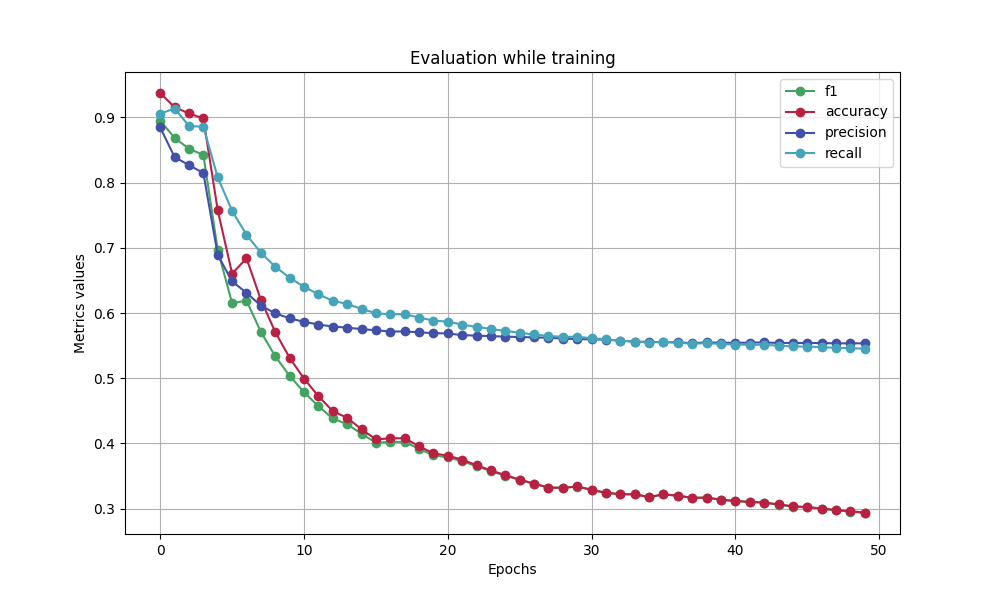 Evaluation while training
f1
accuracy
precision
recall
Metrics values
0.9
0.8
0.7
0.6
0.5
0.4
0.3
0 10 20 30 40 50
Epochs